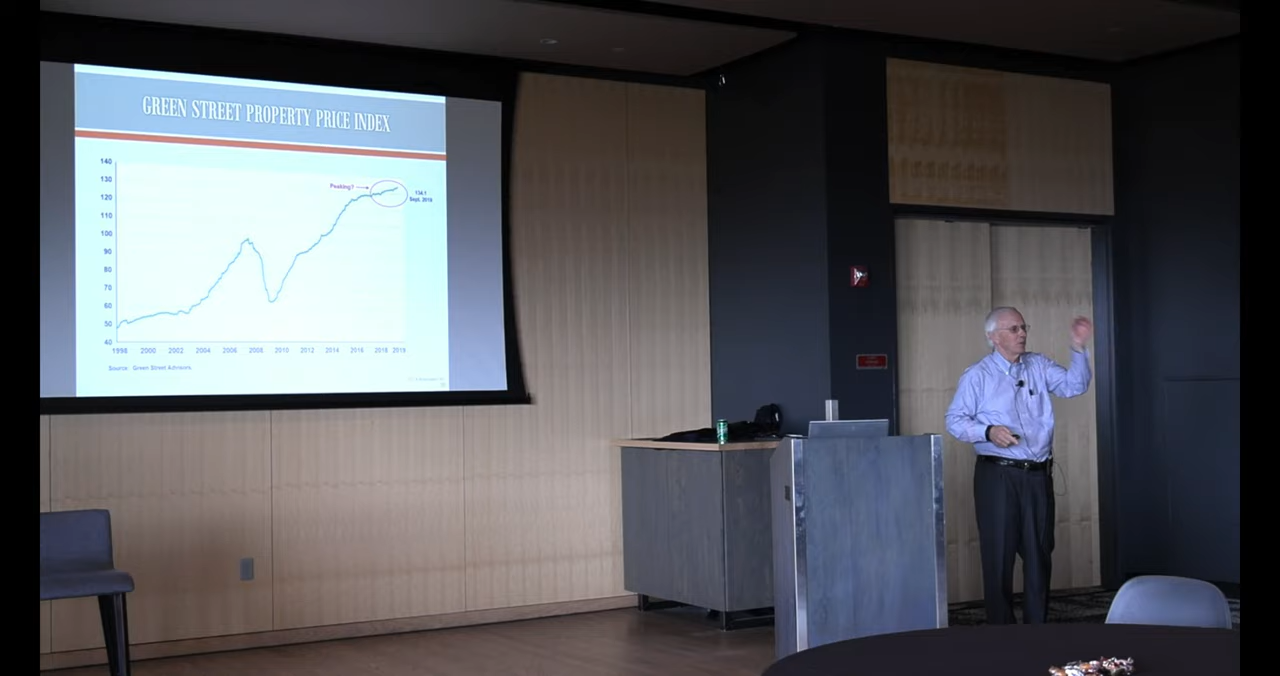 GREEN STREET PROPERTY PRICE INDEX
140
130
120
110
100
90
80
70
60
50
40
Peaking?
134.1
Sept. 2019
1998 2000 2002 2004 2006 2008 2010 2012 2014 2016 2018 2019
Source Green Street Advisors